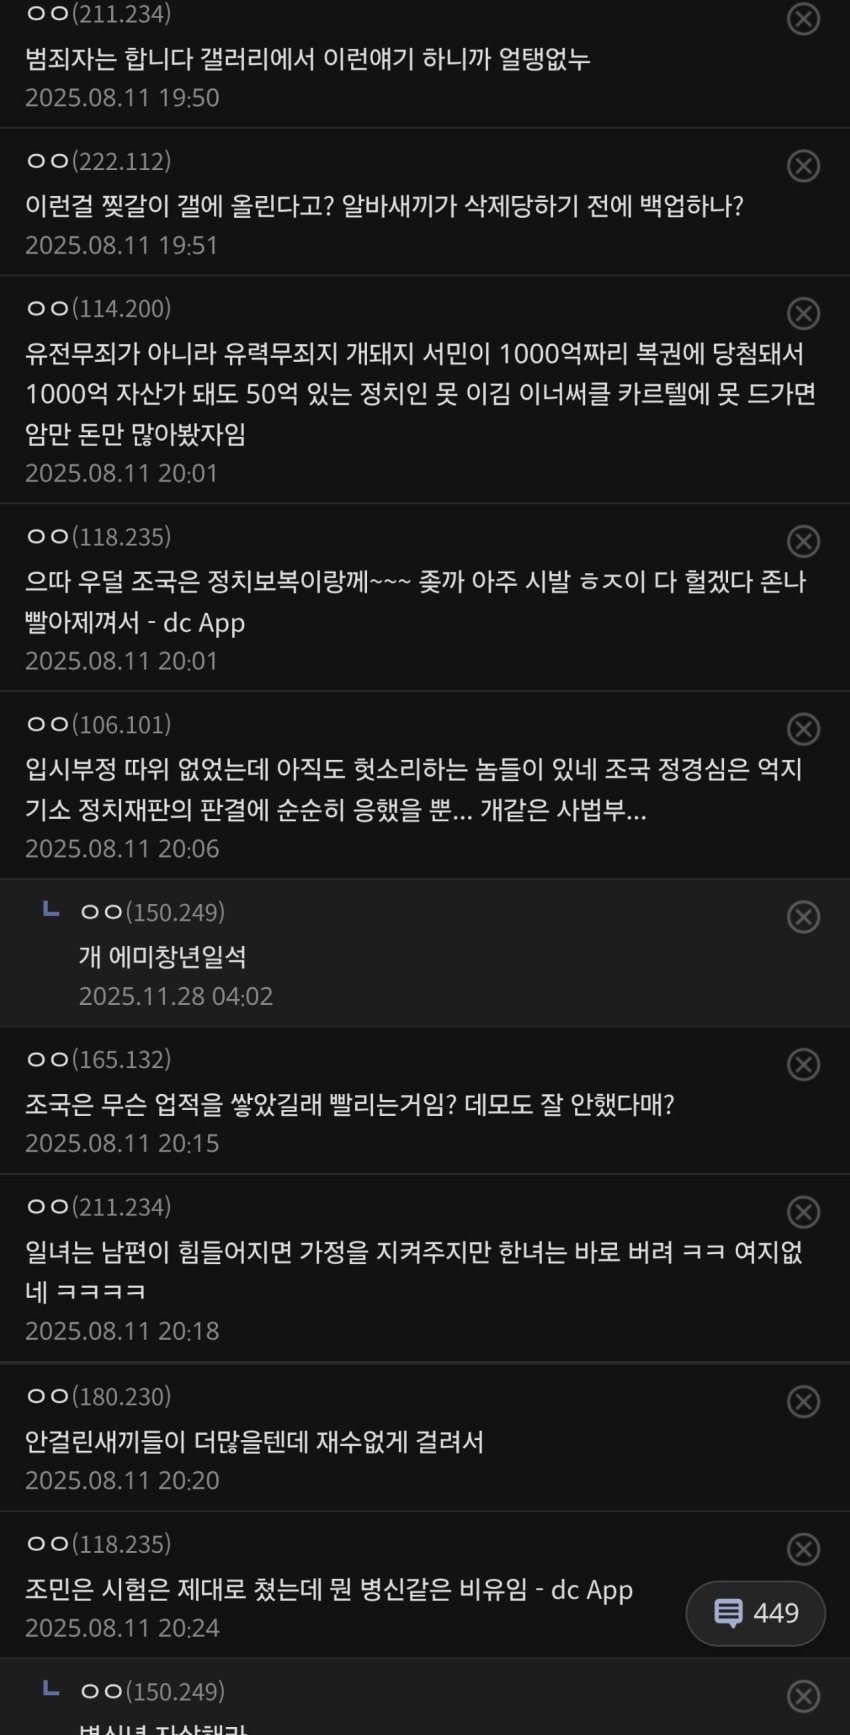 ㅇㅇ(211.234)
범죄자는 합니다 갤러리에서 이런얘기 하니까 얼탱없누
2025.08.11 19:50
ㅇㅇ(222.112)
이런걸 찢갈이 갤에 올린다고? 알바새끼가 삭제당하기 전에 백업하나?
2025.08.11 19:51
ㅇㅇ(114.200)
유전무죄가 아니라 유력무죄지 개돼지 서민이 1000억짜리 복권에 당첨돼서
1000억 자산가 돼도 50억 있는 정치인 못 이김 이너써클 카르텔에 못 드가면
암만 돈만 많아봤자임
2025.08.11 20:01
ㅇㅇ(118.235)
으따 우덜 조국은 정치보복이랑께~~~ 좆까 아주 시발 ㅎㅈ이 다 헐겠다 존나
빨아제껴서 - dc App
2025.08.11 20:01
ㅇㅇ(106.101)
입시부정 따위 없었는데 아직도 헛소리하는 놈들이 있네 조국 정경심은 억지
기소 정치재판의 판결에 순순히 응했을 뿐... 개같은 사법부...
2025.08.11 20:06
ㅇㅇ(150.249)
개 에미창년일석
2025.11.28 04:02
ㅇㅇ(165.132)
조국은 무슨 업적을 쌓았길래 빨리는거임? 데모도 잘 안했다매?
2025.08.11 20:15
ㅇㅇ(211.234)
일녀는 남편이 힘들어지면 가정을 지켜주지만 한녀는 바로 버려 ㅋㅋ 여지없
네 ㅋㅋㅋㅋ
2025.08.11 20:18
ㅇㅇ(180.230)
안걸린새끼들이 더많을텐데 재수없게 걸려서
2025.08.11 20:20
ㅇㅇ(118.235)
조민은 시험은 제대로 쳤는데 뭔 병신같은 비유임 - dc App
449
2025.08.11 20:24
ㅇㅇ(150.249)